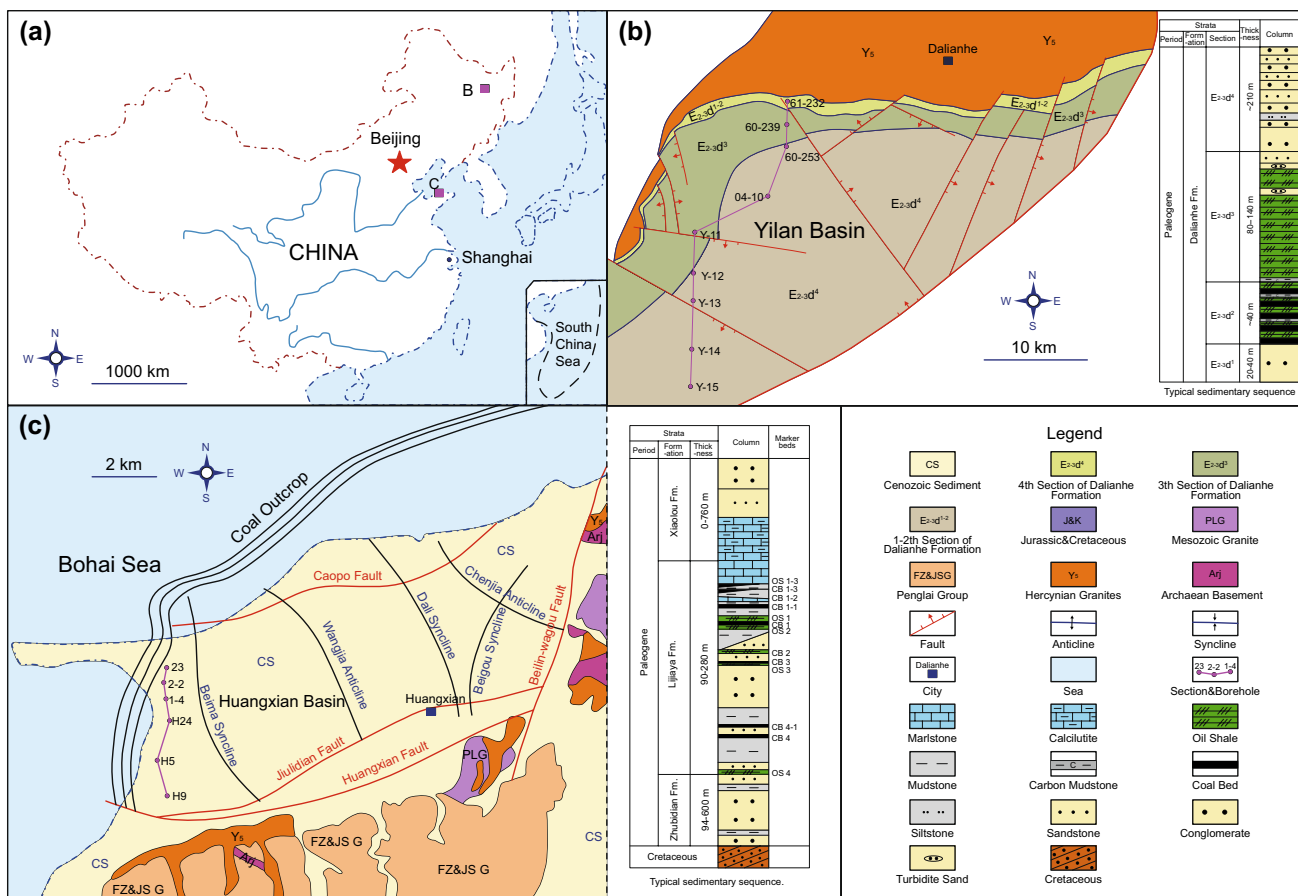 (a)
B
Beijing
C
CHINA
Shanghai
N
W E
S
1000 km
South
China
Sea
(b)
Y₅ Dalianhe Y₅
E₂₋₃d¹⁻²
61-232
E₂₋₃d¹⁻²
E₂₋₃d³
60-239
E₂₋₃d³
60-253
04-10
E₂₋₃d⁴
Y-11
Yilan Basin
Y-12
E₂₋₃d⁴
Y-13
Y-14
Y-15
N
W E
S
10 km
Strata
Period
Form
-ation
Section
Thick
-ness
Column
Paleogene
Dalianhe Fm.
E₂₋₃d⁴
~210 m
E₂₋₃d³
80~140 m
E₂₋₃d²
~40 m
E₂₋₃d¹
20-40 m
Typical sedimentary sequence
(c)
2 km
N
W E
S
Coal Outcrop
Bohai Sea
Caopo Fault
CS
Chenjia Anticline
Dali Syncline
Beigou Syncline
Beilin-wagou Fault
Wangjia Anticline
CS
Beima Syncline
Huangxian Basin
Huangxian
Jiulidian Fault
Huangxian Fault
23
2-2
1-4
H24
H5
H9
Y₅
Arj
PLG
CS
Y₅
Arj
FZ&JS G
FZ&JS G
FZ&JS G
CS
Strata
Period
Form
-ation
Thick
-ness
Column
Marker
beds
Paleogene
Xiaolou Fm.
0-760 m
Lijiaya Fm.
90-280 m
Zhubidian Fm.
94-600 m
Cretaceous
OS 1-3
CB 1-3
CB 1-2
CB 1-1
OS 1
CB 1
OS 2
CB 2
CB 3
OS 3
CB 4-1
CB 4
OS 4
Typical sedimentary sequence.
Legend
CS
Cenozoic Sediment
E₂₋₃d⁴
4th Section of Dalianhe
Formation
E₂₋₃d³
3th Section of Dalianhe
Formation
E₂₋₃d¹⁻²
1-2th Section of
Dalianhe Formation
J&K
Jurassic&Cretaceous
PLG
Mesozoic Granite
FZ&JSG
Penglai Group
Y₅
Hercynian Granites
Arj
Archaean Basement
Fault
Anticline
Syncline
Dalianhe
City
Sea
23 2-2 1-4
Section&Borehole
Marlstone
Calcilutite
Oil Shale
Mudstone
C
Carbon Mudstone
Coal Bed
Siltstone
Sandstone
Conglomerate
Turbidite Sand
Cretaceous